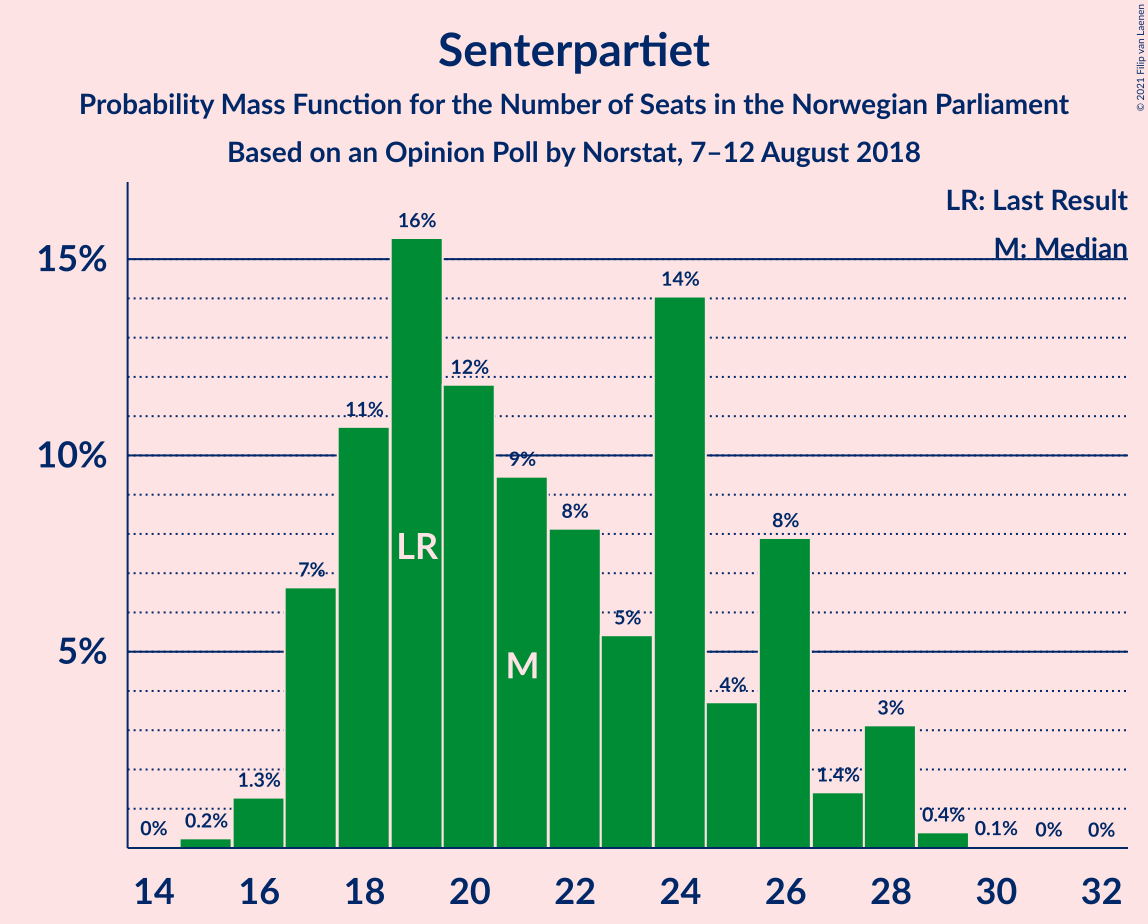 Senterpartiet
Probability Mass Function for the Number of Seats in the Norwegian Parliament
Based on an Opinion Poll by Norstat, 7–12 August 2018
© 2021 Filip van Laenen
LR: Last Result
M: Median
15%
10%
5%
0%
0.2%
1.3%
7%
11%
16%
12%
9%
8%
5%
14%
4%
8%
1.4%
3%
0.4%
0.1%
0%
0%
LR
M
14 16 18 20 22 24 26 28 30 32